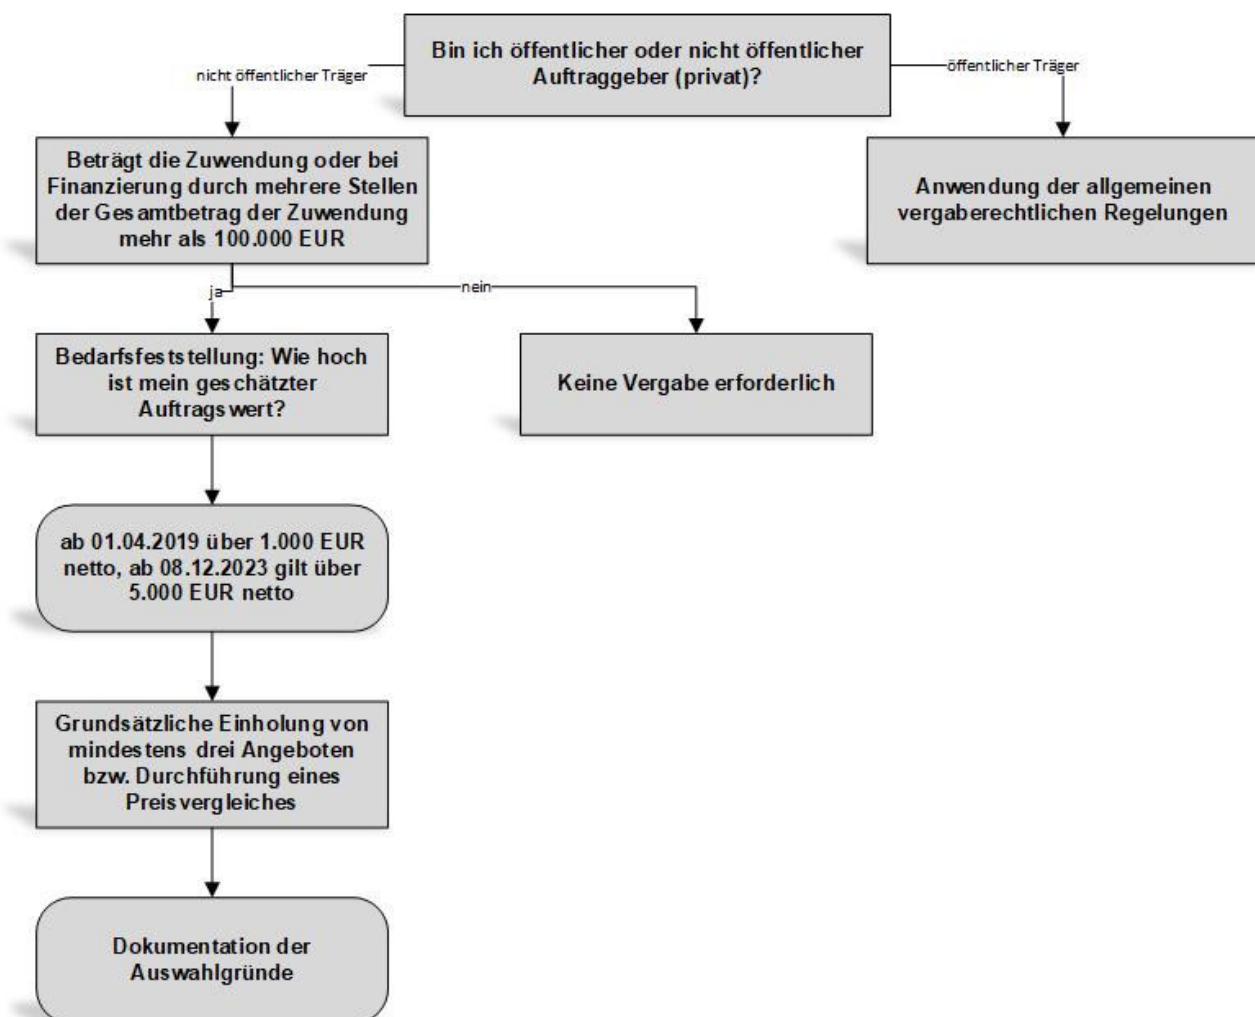 Bin ich öffentlicher oder nicht öffentlicher
Auftraggeber (privat)?
nicht öffentlicher Träger
öffentlicher Träger
Beträgt die Zuwendung oder bei
Finanzierung durch mehrere Stellen
der Gesamtbetrag der Zuwendung
mehr als 100.000 EUR
Anwendung der allgemeinen
vergaberechtlichen Regelungen
ja
nein
Bedarfsfeststellung: Wie hoch
ist mein geschätzter
Auftragswert?
Keine Vergabe erforderlich
ab 01.04.2019 über 1.000 EUR
netto, ab 08.12.2023 gilt über
5.000 EUR netto
Grundsätzliche Einholung von
mindestens drei Angeboten
bzw. Durchführung eines
Preisvergleiches
Dokumentation der
Auswahlgründe